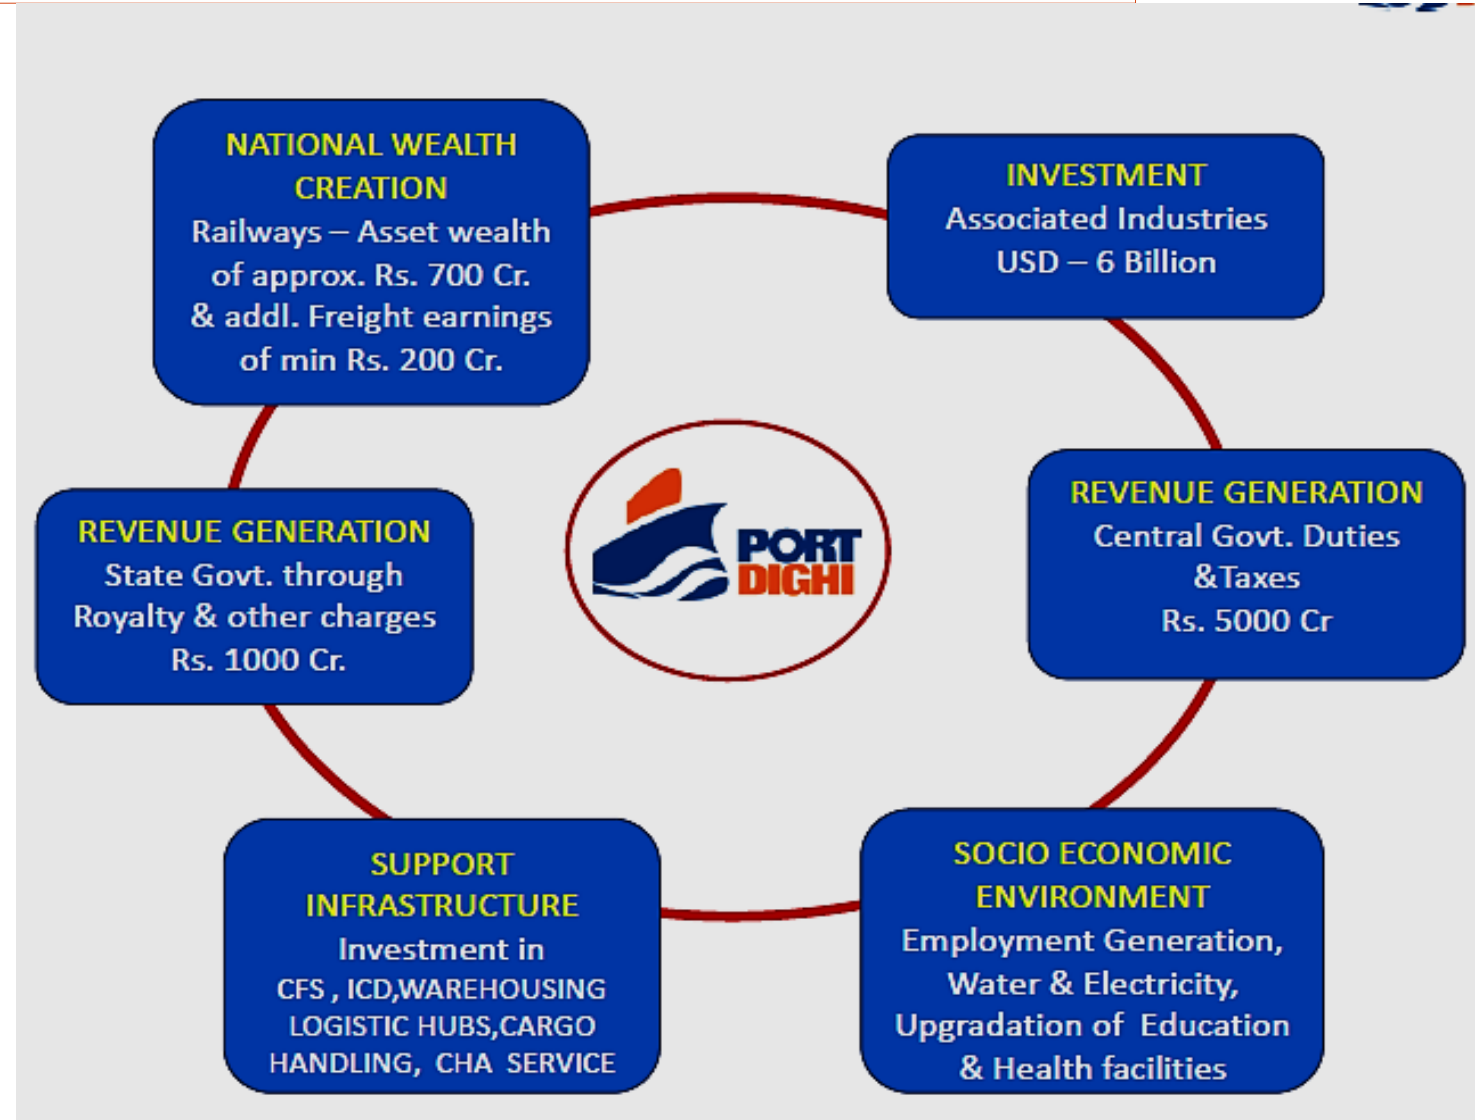 NATIONAL WEALTH
CREATION
Railways – Asset wealth
of approx. Rs. 700 Cr.
& addl. Freight earnings
of min Rs. 200 Cr.
INVESTMENT
Associated Industries
USD – 6 Billion
REVENUE GENERATION
State Govt. through
Royalty & other charges
Rs. 1000 Cr.
PORT
DIGHI
REVENUE GENERATION
Central Govt. Duties
&Taxes
Rs. 5000 Cr
SUPPORT
INFRASTRUCTURE
Investment in
CFS , ICD,WAREHOUSING
LOGISTIC HUBS,CARGO
HANDLING, CHA SERVICE
SOCIO ECONOMIC
ENVIRONMENT
Employment Generation,
Water & Electricity,
Upgradation of Education
& Health facilities